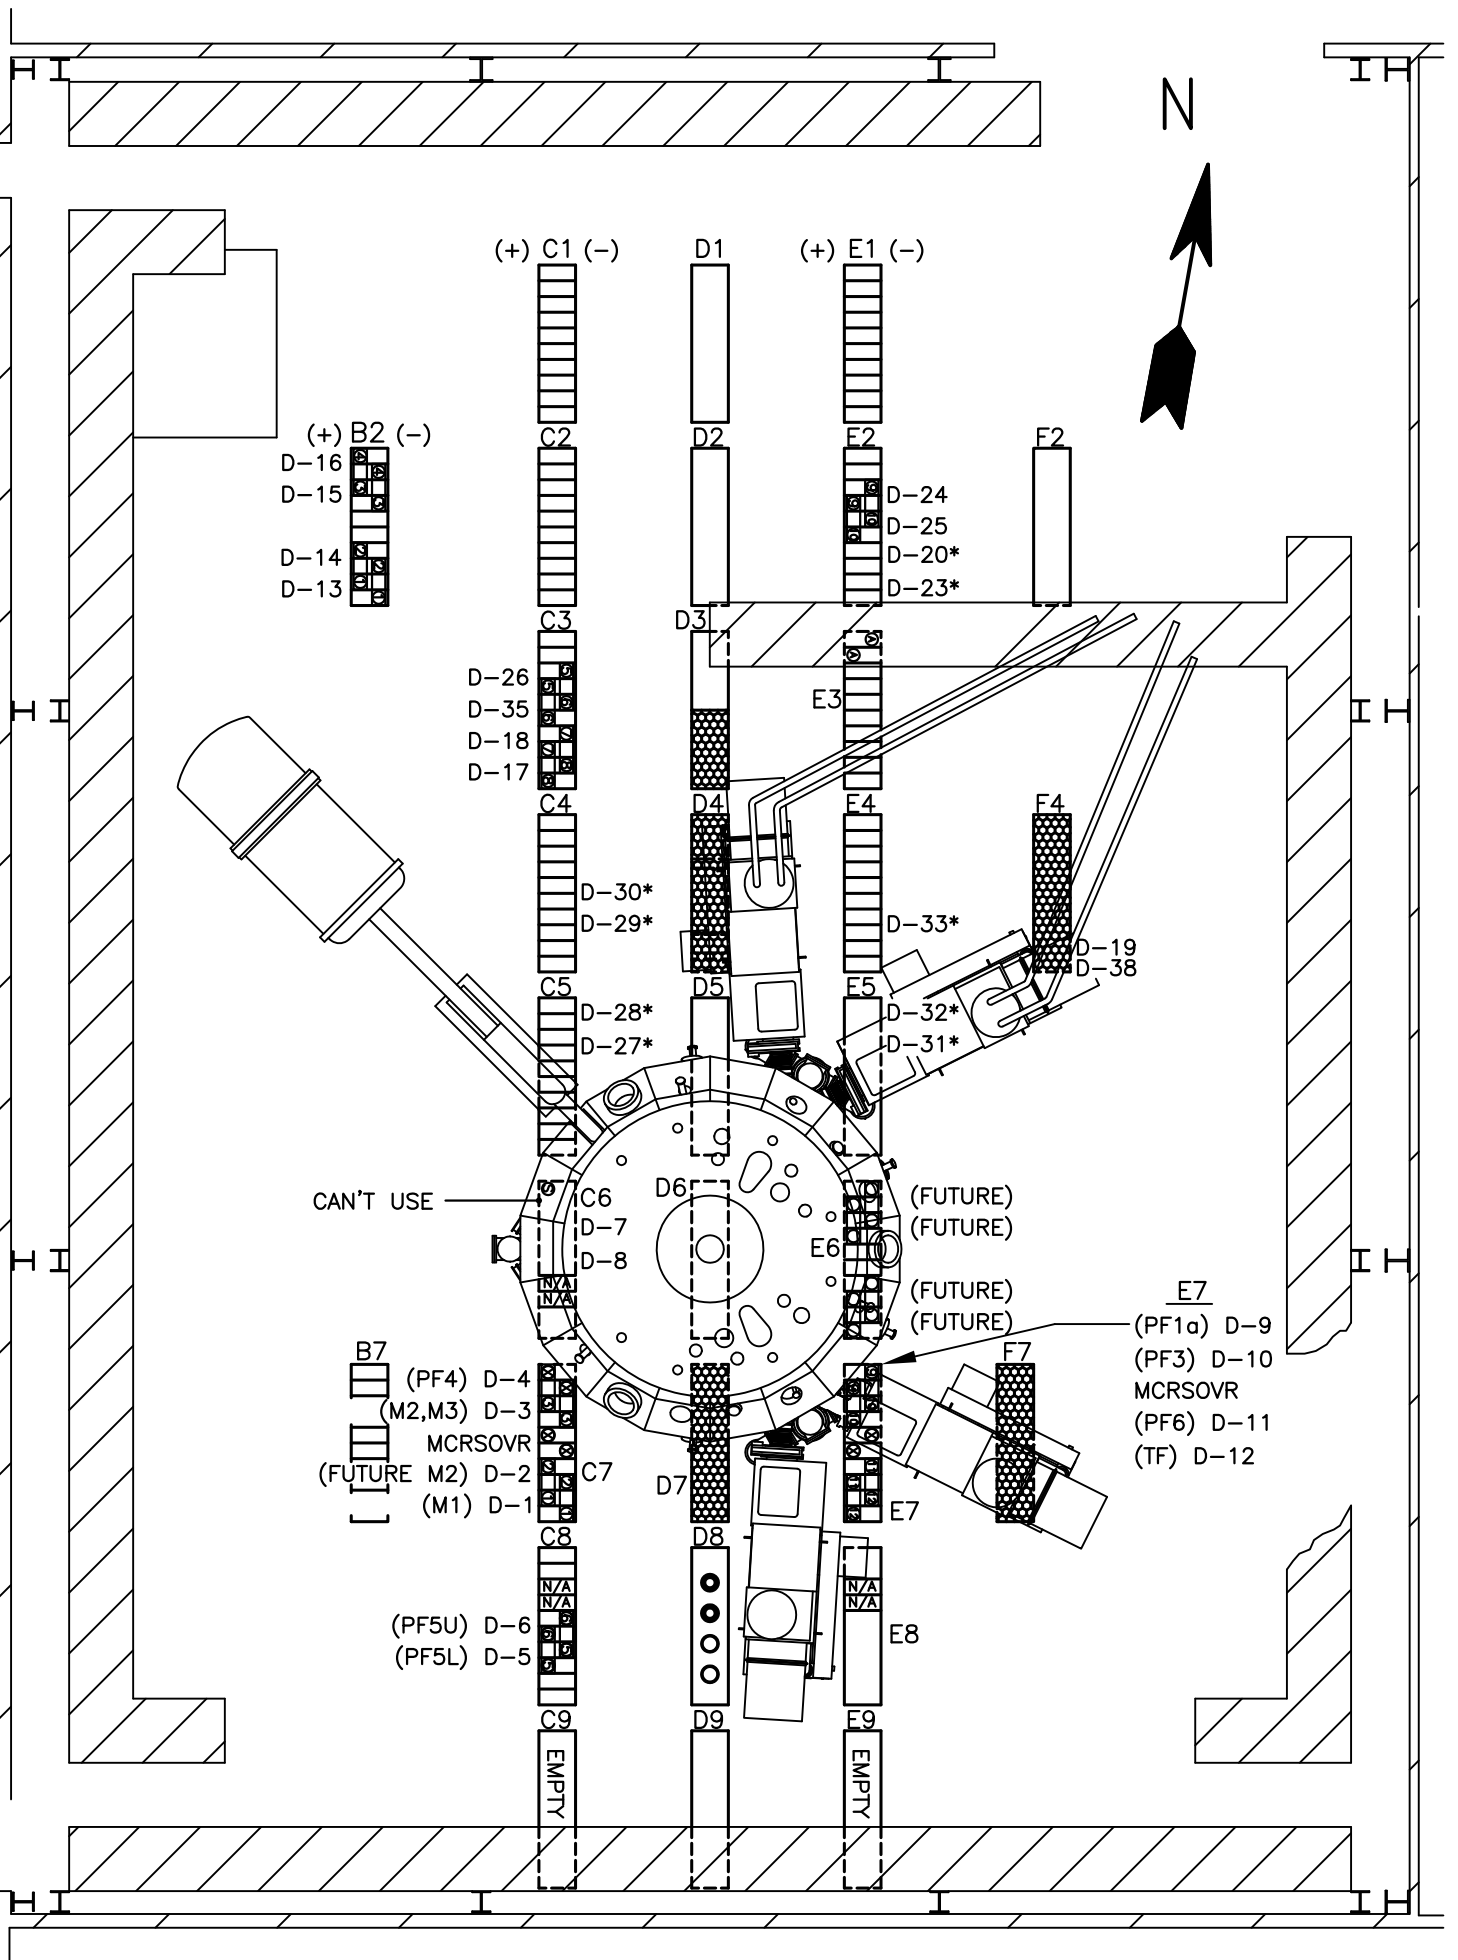 N
(+) C1 (-)
D1
(+) E1 (-)
(+) B2 (-)
C2
D2
E2
F2
D-16
D-15
D-14
D-13
D-24
D-25
D-20*
D-23*
C3
D3
E3
D-26
D-35
D-18
D-17
C4
D4
E4
F4
D-30*
D-29*
D-33*
D-19
D-38
C5
D5
E5
D-28*
D-27*
D-32*
D-31*
CAN'T USE
C6
D6
E6
D-7
D-8
N/A
N/A
(FUTURE)
(FUTURE)
(FUTURE)
(FUTURE)
E7
(PF1a) D-9
(PF3) D-10
MCRSOVR
(PF6) D-11
(TF) D-12
B7
F7
(PF4) D-4
(M2,M3) D-3
MCRSOVR
(FUTURE M2) D-2
(M1) D-1
C7
D7
E7
C8
D8
N/A
N/A
N/A
N/A
(PF5U) D-6
(PF5L) D-5
E8
C9
D9
E9
EMPTY
EMPTY